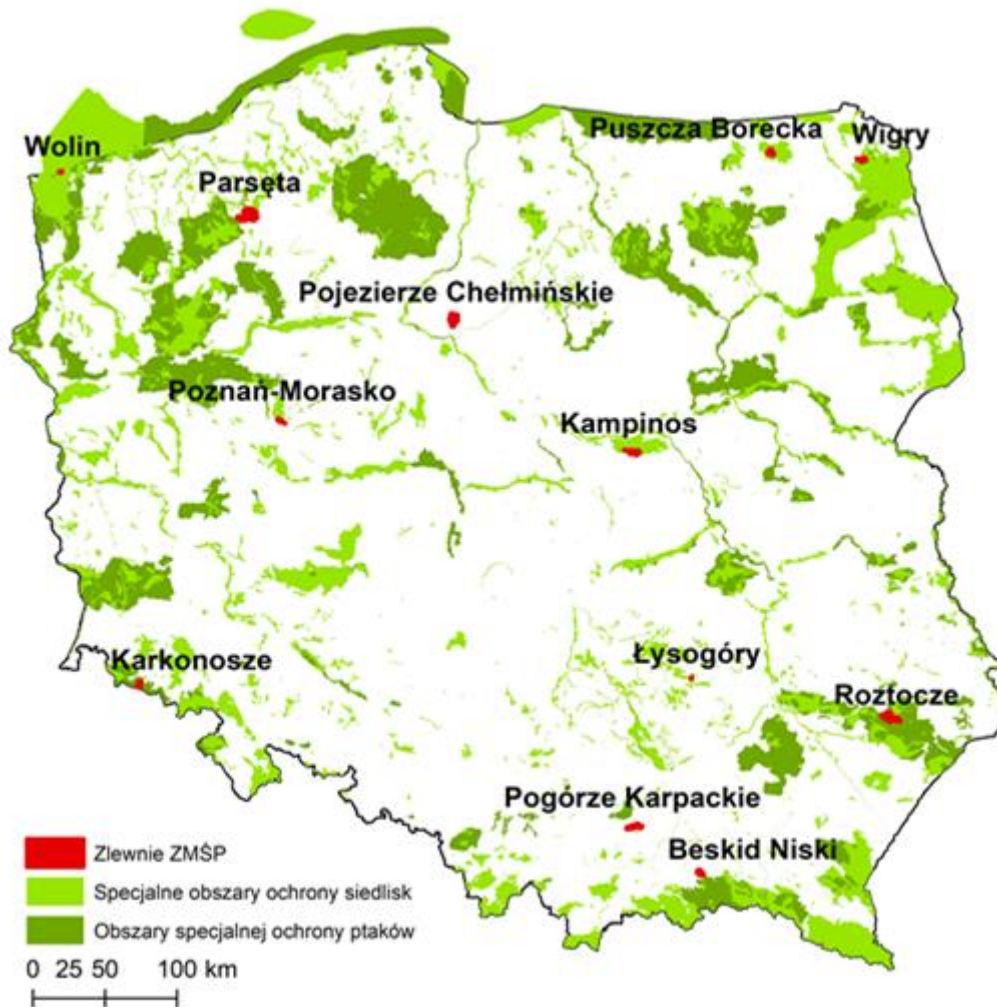 Wolin
Puszcza Borecka
Wigry
Parsęta
Pojezierze Chełmińskie
Poznań-Morasko
Kampinos
Karkonosze
Łysogóry
Roztocze
Pogórze Karpackie
Beskid Niski
Zlewnie ZMŚP
Specjalne obszary ochrony siedlisk
Obszary specjalnej ochrony ptaków
0 25 50 100 km